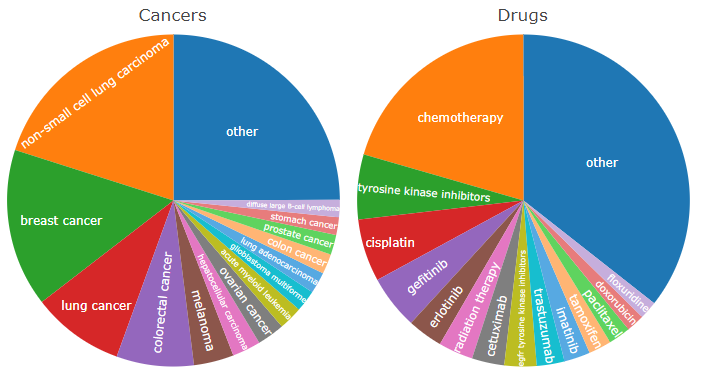 Cancers
other
non-small cell lung carcinoma
breast cancer
lung cancer
colorectal cancer
melanoma
hepatocellular carcinoma
ovarian cancer
acute myeloid leukemia
glioblastoma multiforme
lung adenocarcinoma
colon cancer
prostate cancer
stomach cancer
diffuse large B-cell lymphoma
Drugs
other
chemotherapy
tyrosine kinase inhibitors
cisplatin
gefitinib
erlotinib
radiation therapy
cetuximab
egfr tyrosine kinase inhibitors
trastuzumab
imatinib
tamoxifen
paclitaxel
doxorubicin
floxuridine